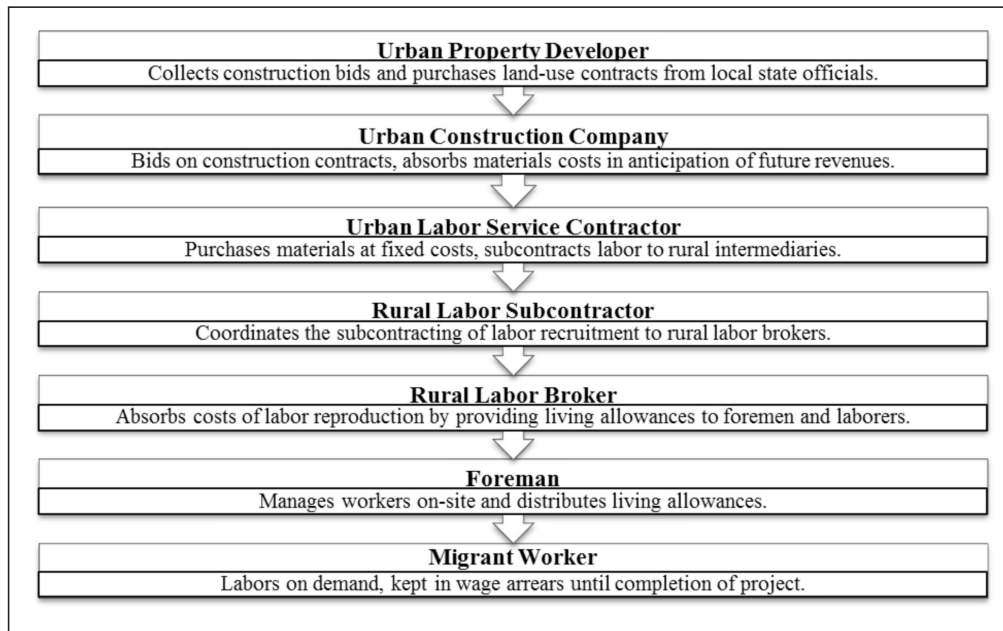 Urban Property Developer
Collects construction bids and purchases land-use contracts from local state officials.
Urban Construction Company
Bids on construction contracts, absorbs materials costs in anticipation of future revenues.
Urban Labor Service Contractor
Purchases materials at fixed costs, subcontracts labor to rural intermediaries.
Rural Labor Subcontractor
Coordinates the subcontracting of labor recruitment to rural labor brokers.
Rural Labor Broker
Absorbs costs of labor reproduction by providing living allowances to foremen and laborers.
Foreman
Manages workers on-site and distributes living allowances.
Migrant Worker
Labors on demand, kept in wage arrears until completion of project.